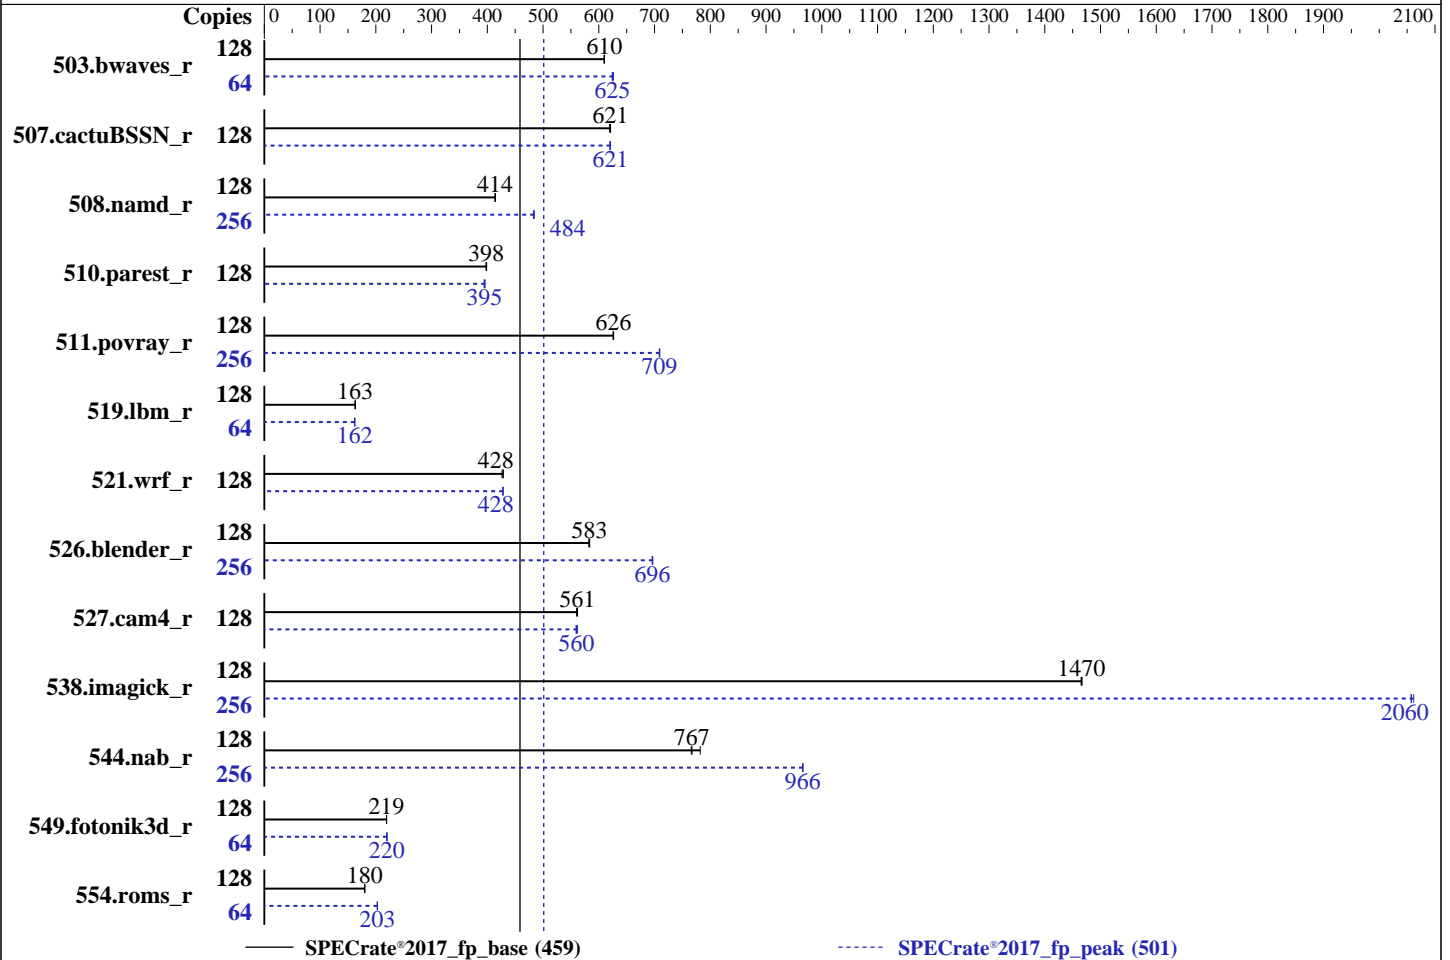 Copies 0 100 200 300 400 500 600 700 800 900 1000 1100 1200 1300 1400 1500 1600 1700 1800 1900 2100
503.bwaves_r 128 610
64 625
507.cactuBSSN_r 128 621
621
508.namd_r 128 414
256 484
510.parest_r 128 398
395
511.povray_r 128 626
256 709
519.lbm_r 128 163
64 162
521.wrf_r 128 428
428
526.blender_r 128 583
256 696
527.cam4_r 128 561
560
538.imagick_r 128 1470
256 2060
544.nab_r 128 767
256 966
549.fotonik3d_r 128 219
64 220
554.roms_r 128 180
64 203
SPECrate®2017_fp_base (459) SPECrate®2017_fp_peak (501)